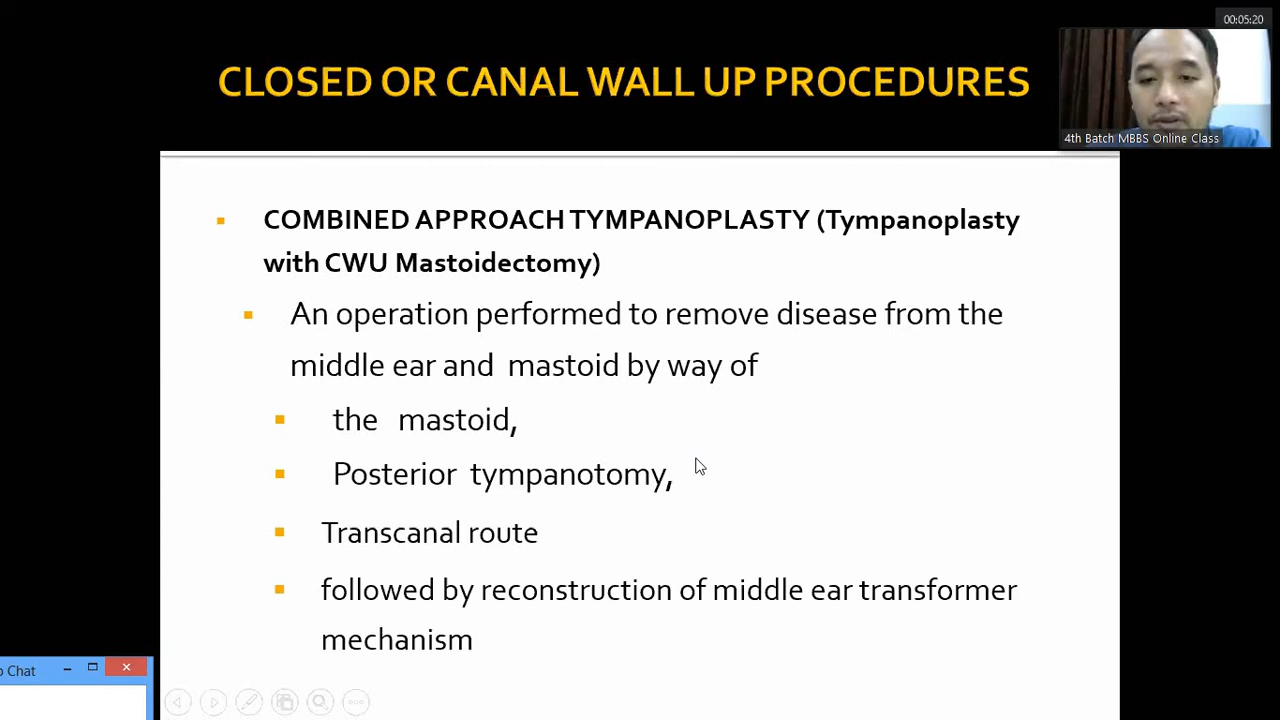 00:05:20
CLOSED OR CANAL WALL UP PROCEDURES
4th Batch MBBS Online Class
COMBINED APPROACH TYMPANOPLASTY (Tympanoplasty
with CWU Mastoidectomy)
An operation performed to remove disease from the
middle ear and mastoid by way of
the mastoid,
Posterior tympanotomy,
Transcanal route
followed by reconstruction of middle ear transformer
mechanism
Chat